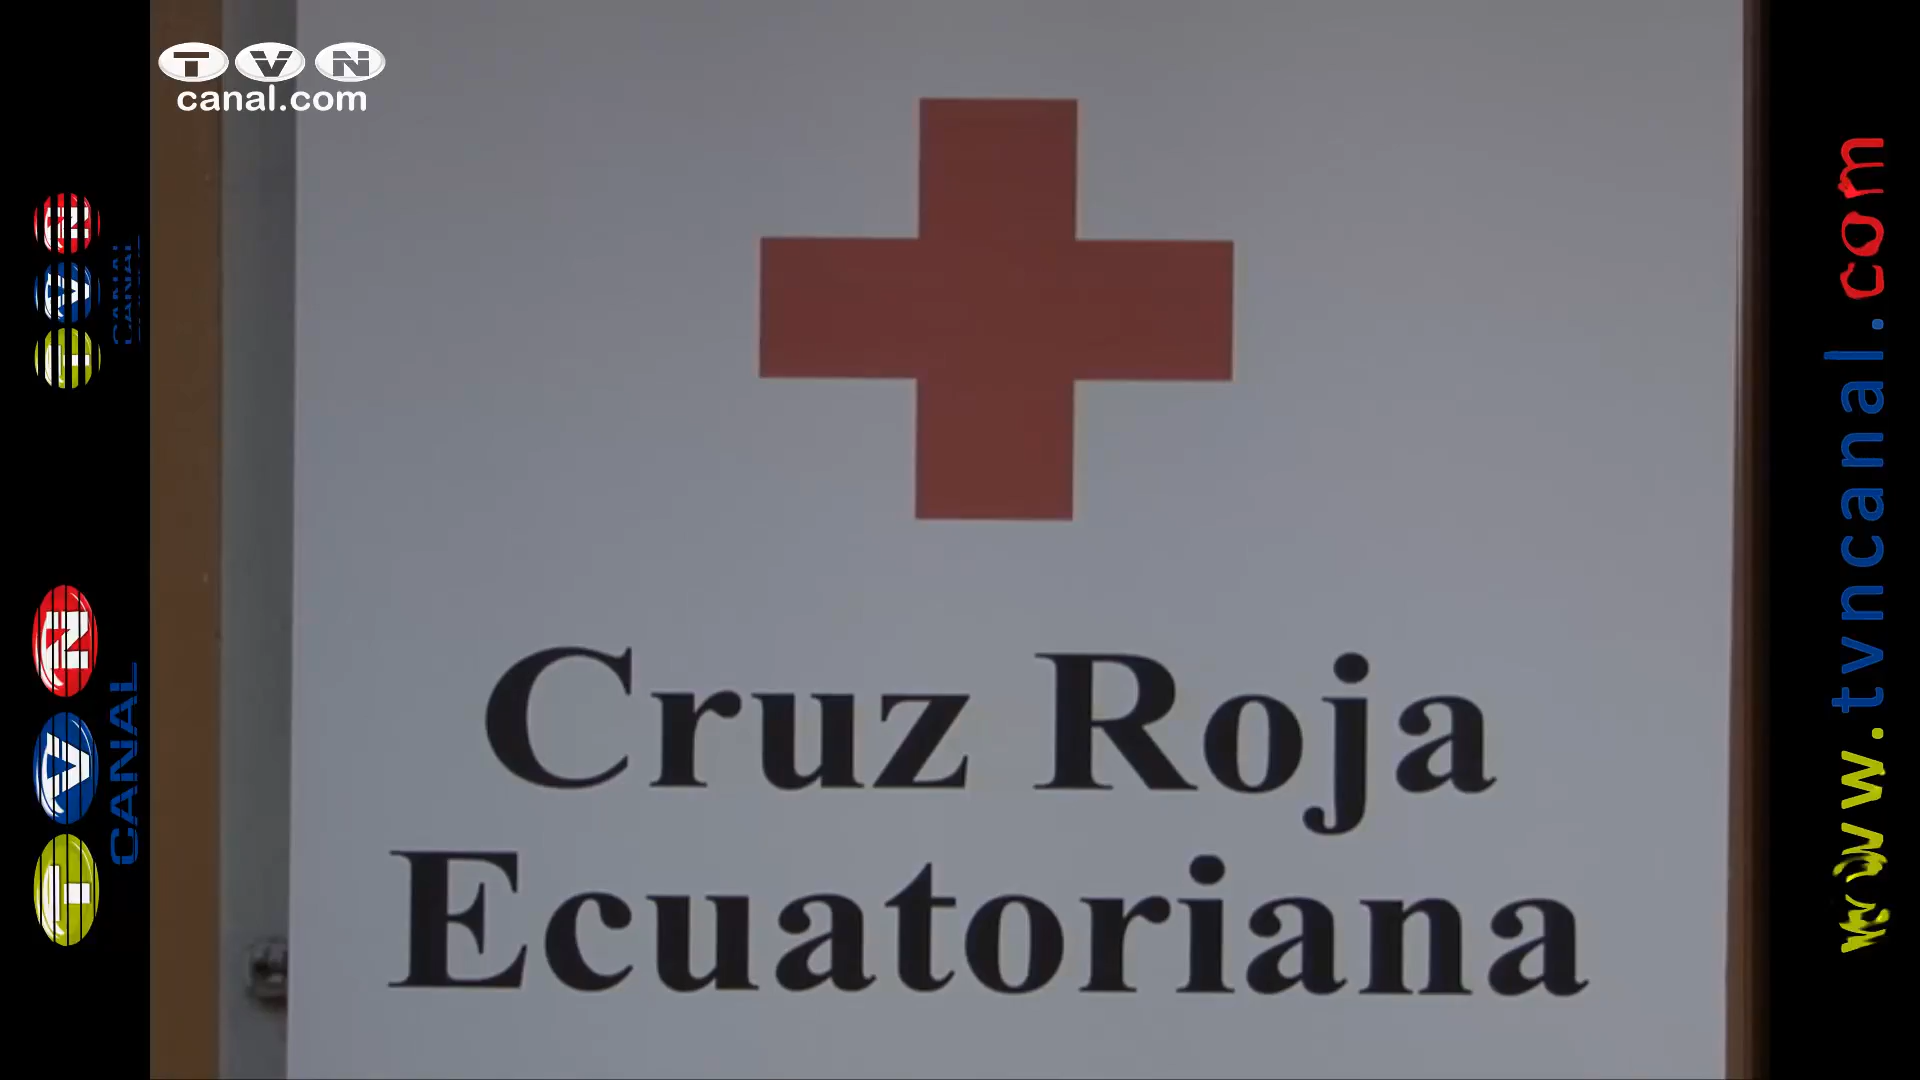 TVN
canal.com
Cruz Roja
Ecuatoriana
TVN
CANAL
TVN
CANAL
www.tvncanal.com